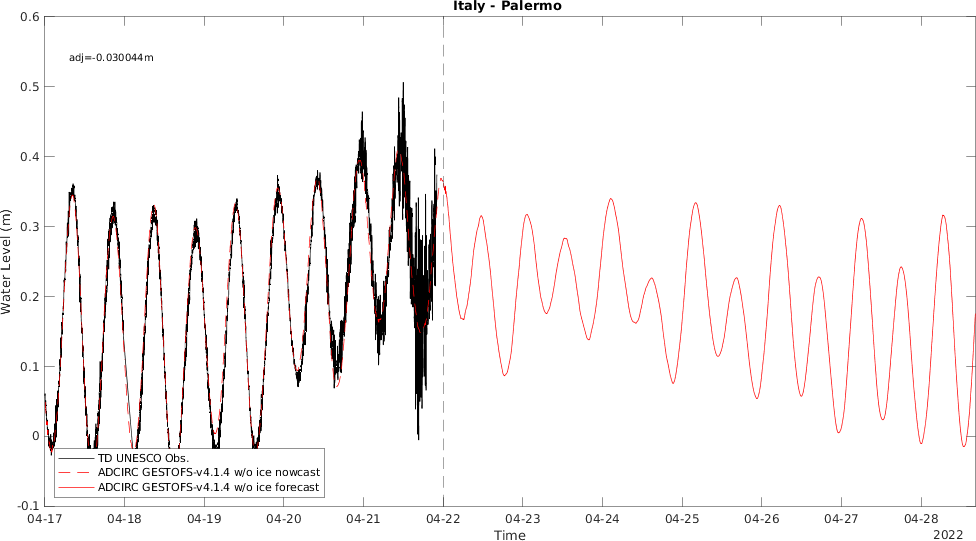 Italy - Palermo
adj=-0.030044m
Water Level (m)
0.6
0.5
0.4
0.3
0.2
0.1
0
-0.1
TD UNESCO Obs.
ADCIRC GESTOFS-v4.1.4 w/o ice nowcast
ADCIRC GESTOFS-v4.1.4 w/o ice forecast
04-17 04-18 04-19 04-20 04-21 04-22 04-23 04-24 04-25 04-26 04-27 04-28
Time
2022